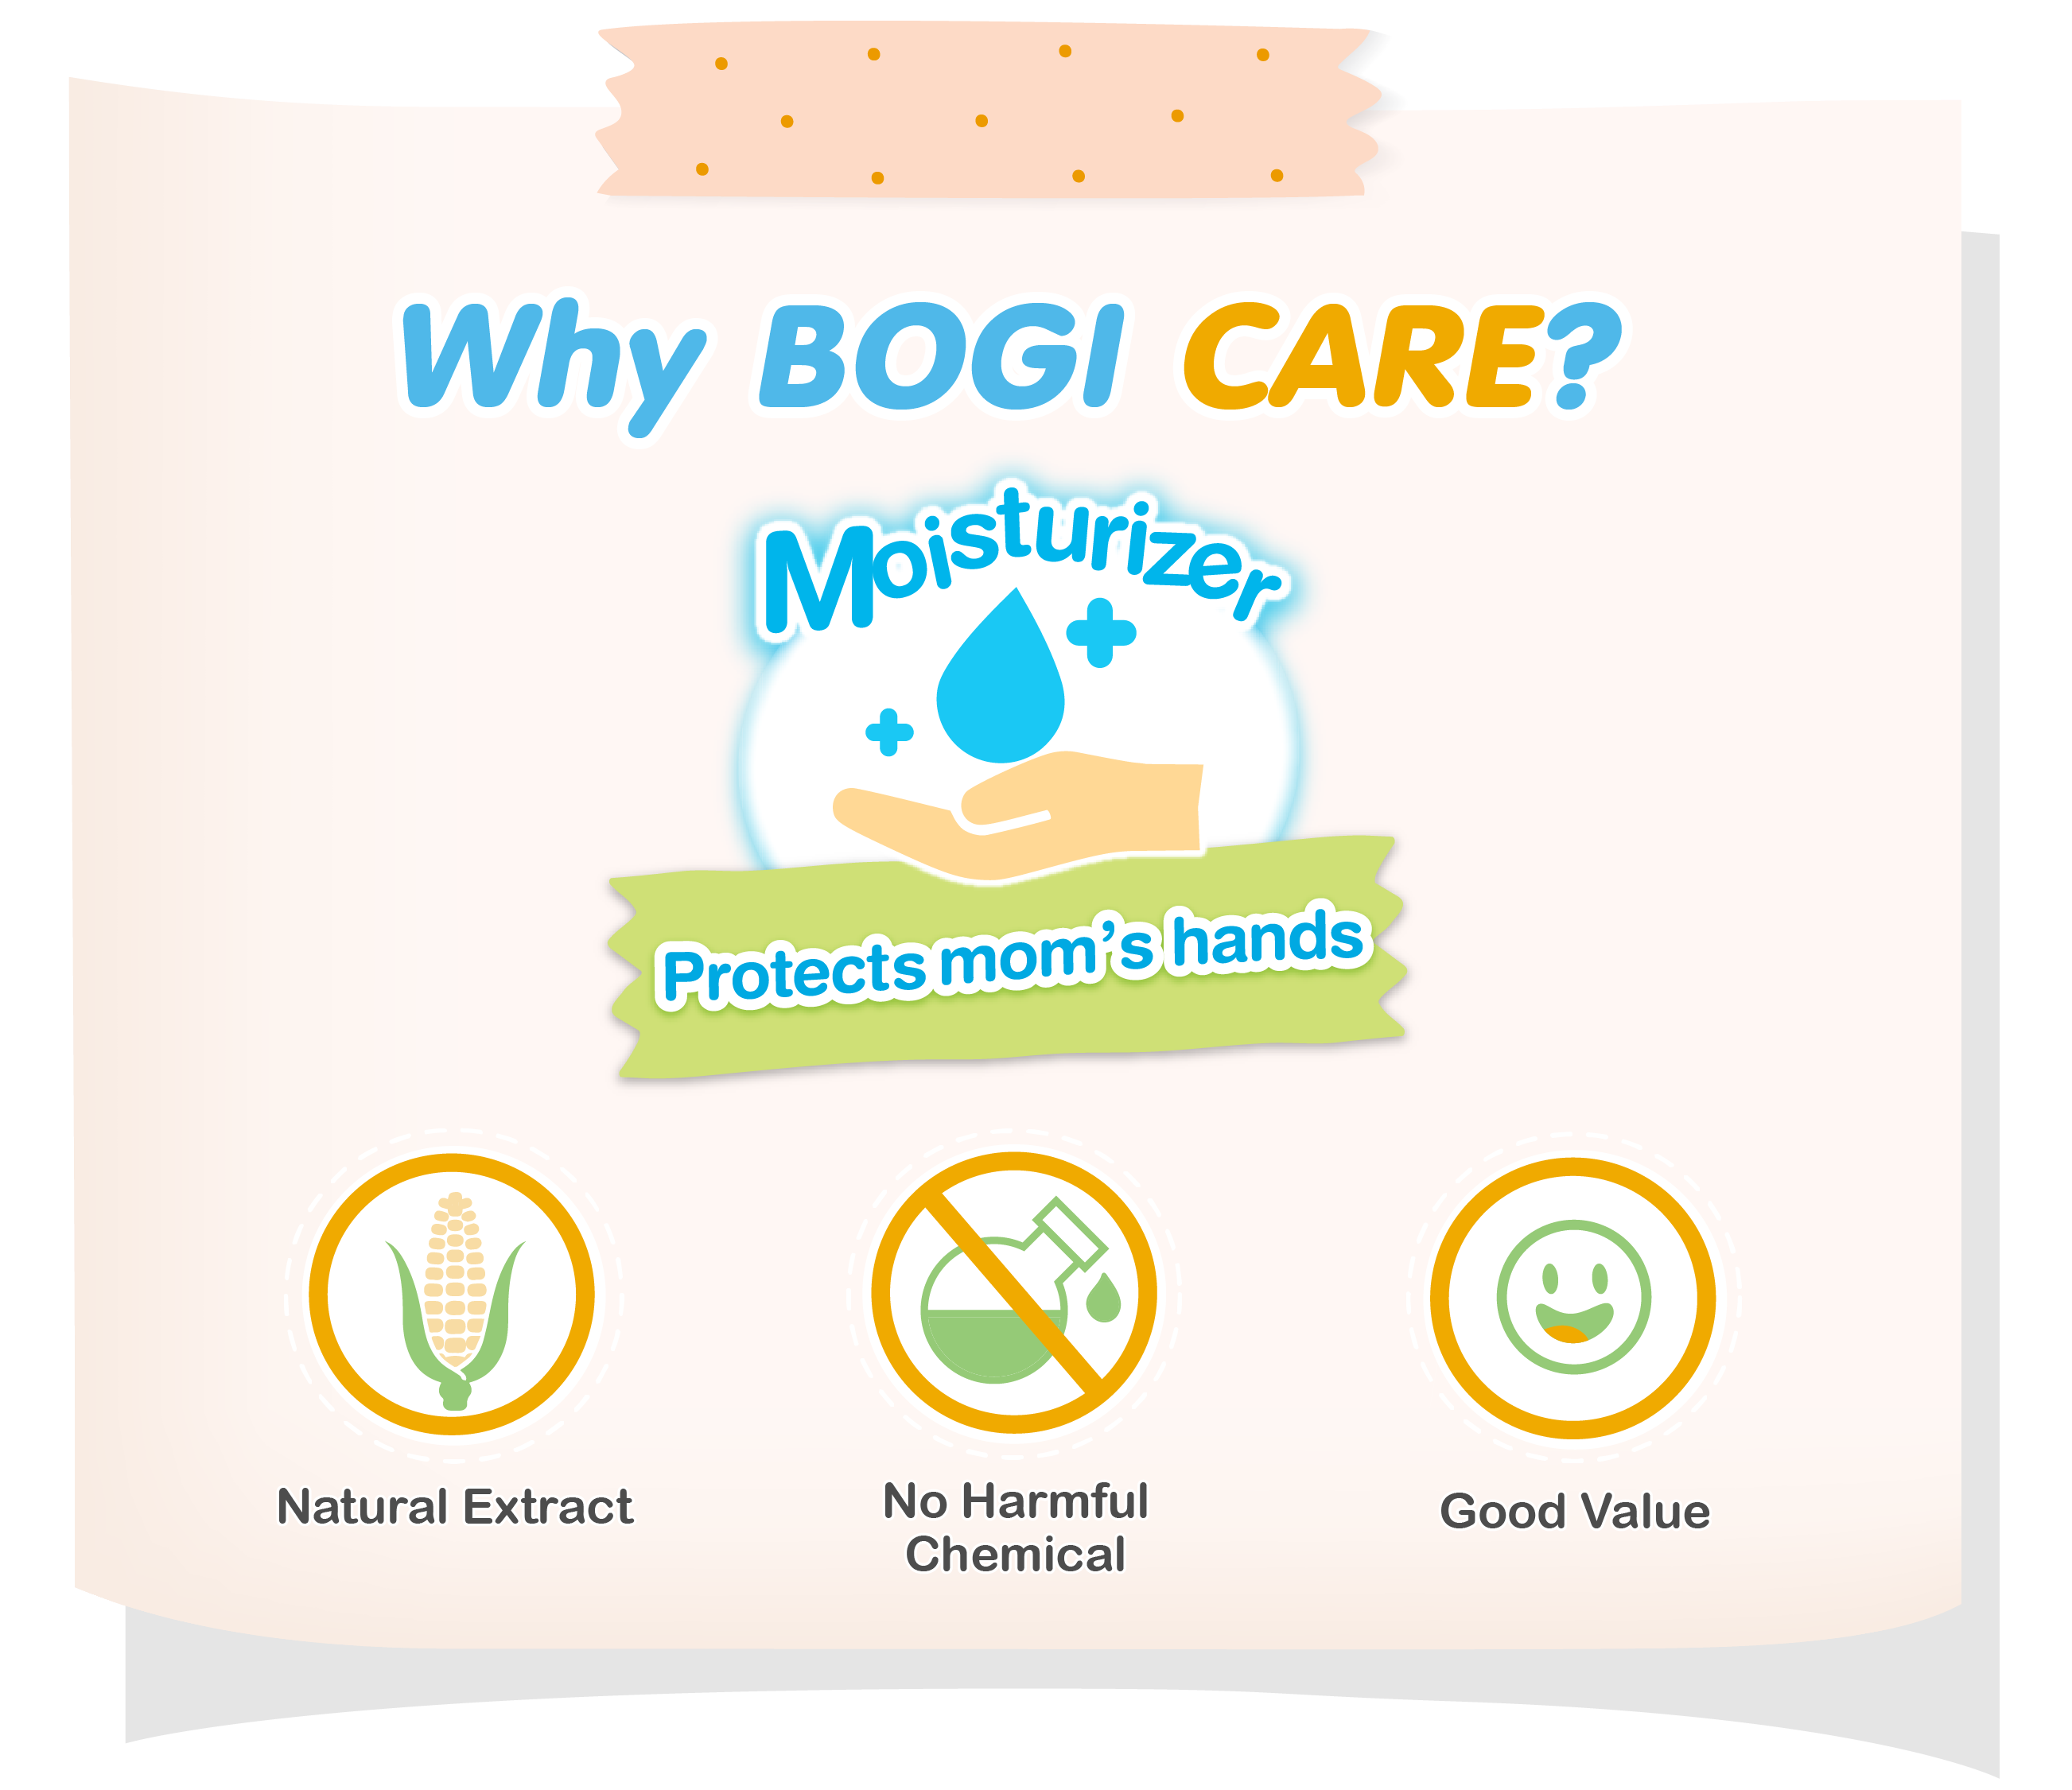 Why BOGI CARE?
Moisturizer
Protects mom's hands
Natural Extract
No Harmful
Chemical
Good Value